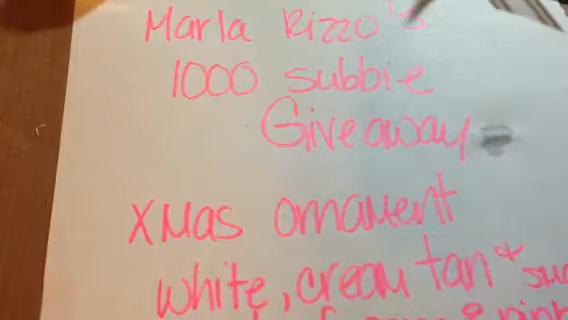 Marla Rizzo's
1000 subbie
Giveaway
XMas ornament
white, cream tan +